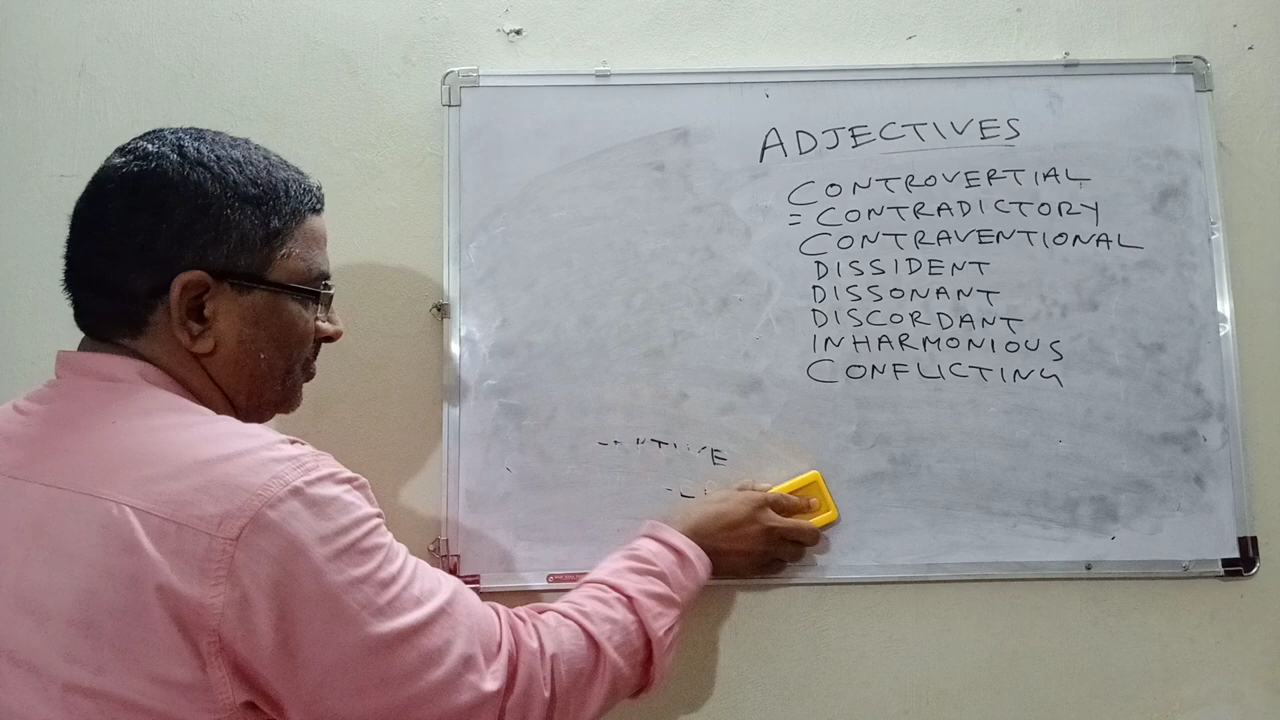 ADJECTIVES
CONTROVERTIAL
= CONTRADICTORY
CONTRAVENTIONAL
DISSIDENT
DISSONANT
DISCORDANT
INHARMONIOUS
CONFLICTING